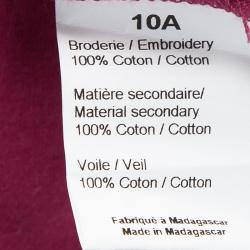 10A
Broderie / Embroidery
100% Coton / Cotton
Matière secondaire/
Material secondary
100% Coton / Cotton
Voile / Veil
100% Coton / Cotton
Fabriqué à Madagascar
Made in Madagascar